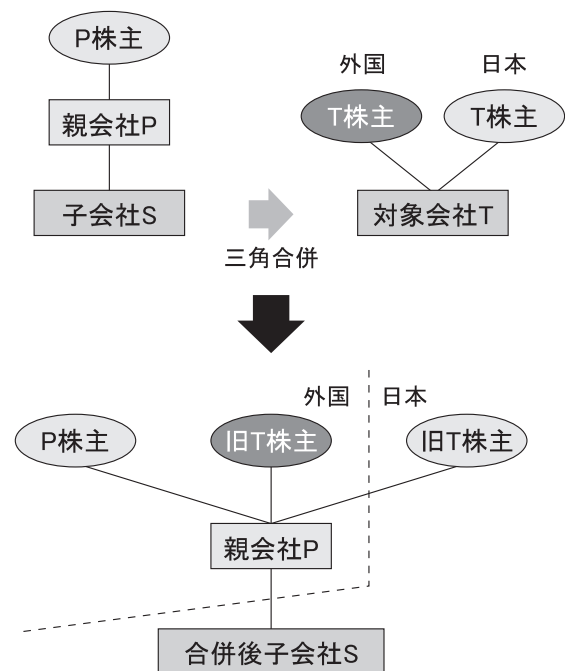 P株主
外国
日本
親会社P
T株主
T株主
子会社S
対象会社T
三角合併
外国
日本
P株主
旧T株主
旧T株主
親会社P
合併後子会社S